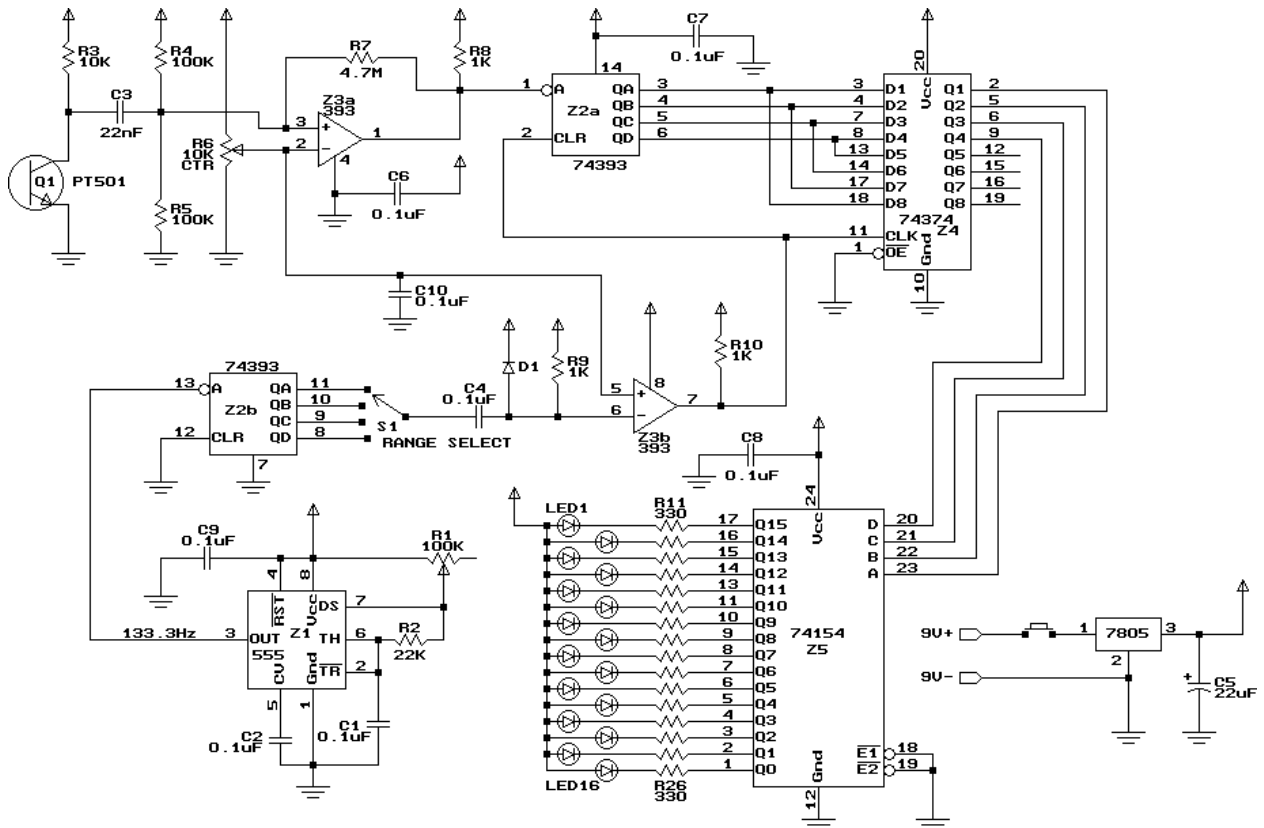 R3
10K
R4
100K
C3
22nF
Q1
PT501
R5
100K
R6
10K
CTR
R7
4.7M
Z3a
393
3
+
2
−
1
4
R8
1K
C6
0.1uF
C7
0.1uF
14
1
A
QA
3
QB
4
QC
5
QD
6
Z2a
2
CLR
74393
20
Vcc
3
D1
Q1
2
4
D2
Q2
5
7
D3
Q3
6
8
D4
Q4
9
13
D5
Q5
12
14
D6
Q6
15
17
D7
Q7
16
18
D8
Q8
19
74374
11
CLK
Z4
1
OE
Gnd
10
C10
0.1uF
74393
13
A
QA
11
QB
10
Z2b
QC
9
12
CLR
QD
8
7
S1
RANGE SELECT
C4
0.1uF
D1
R9
1K
5
+
6
−
8
7
Z3b
393
R10
1K
C8
0.1uF
C9
0.1uF
R1
100K
4
8
RST
Vcc
DS
7
133.3Hz
3
OUT
Z1
TH
6
R2
22K
555
TR
2
CV
Gnd
5
1
C2
0.1uF
C1
0.1uF
LED1
R11
330
24
Vcc
17
Q15
D
20
16
Q14
C
21
15
Q13
B
22
14
Q12
A
23
13
Q11
11
Q10
10
Q9
9
Q8
74154
8
Q7
Z5
7
Q6
6
Q5
5
Q4
4
Q3
3
Q2
2
Q1
E1
18
1
Q0
E2
19
LED16
R26
330
Gnd
12
9V+
1
7805
3
2
9V-
+
C5
22uF